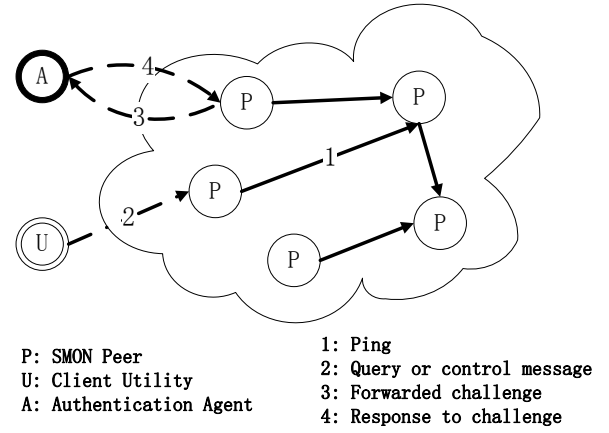 A
4
P
P
3
1
P
2
U
P
P
P: SMON Peer
U: Client Utility
A: Authentication Agent
1: Ping
2: Query or control message
3: Forwarded challenge
4: Response to challenge